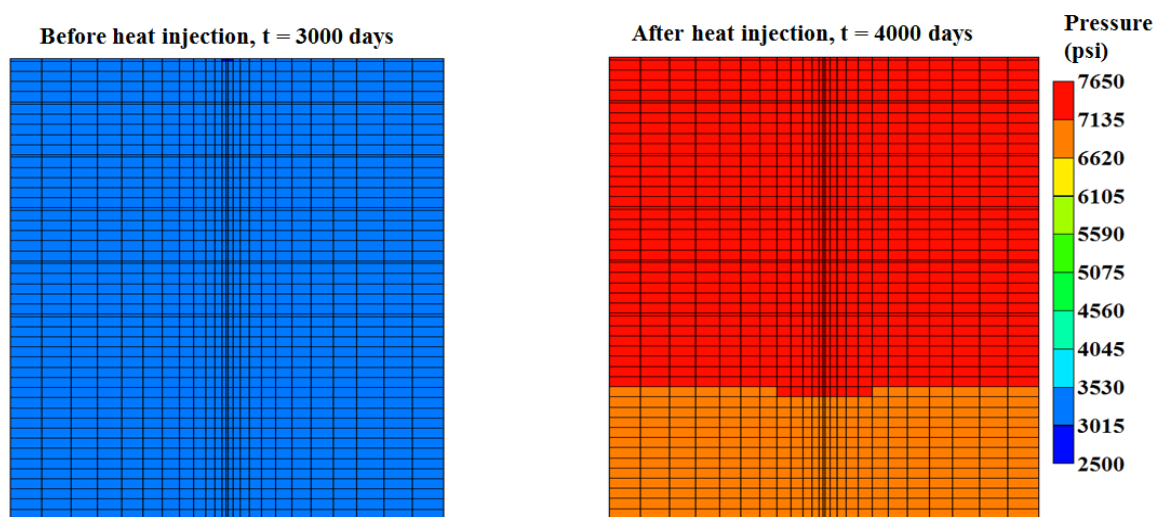 Before heat injection, t = 3000 days
After heat injection, t = 4000 days
Pressure
(psi)
7650
7135
6620
6105
5590
5075
4560
4045
3530
3015
2500